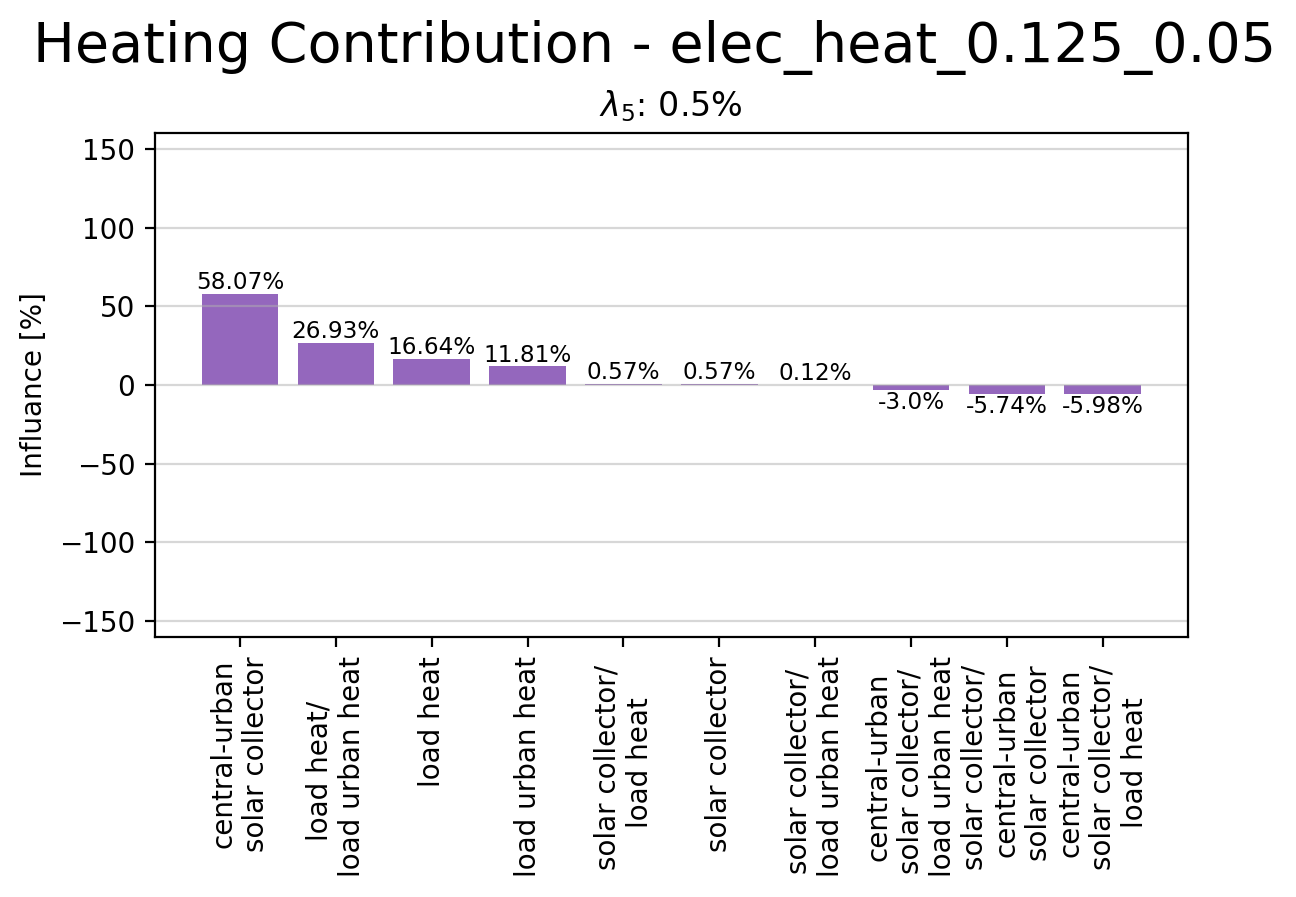 Heating Contribution - elec_heat_0.125_0.05
λ5: 0.5%
Influance [%]
150
100
50
0
−50
−100
−150
58.07%
26.93%
16.64%
11.81%
0.57%
0.57%
0.12%
-3.0%
-5.74%
-5.98%
central-urban
solar collector
load heat/
load urban heat
load heat
load urban heat
solar collector/
load heat
solar collector
solar collector/
load urban heat
central-urban
solar collector/
load urban heat
solar collector/
central-urban
solar collector
central-urban
solar collector/
load heat